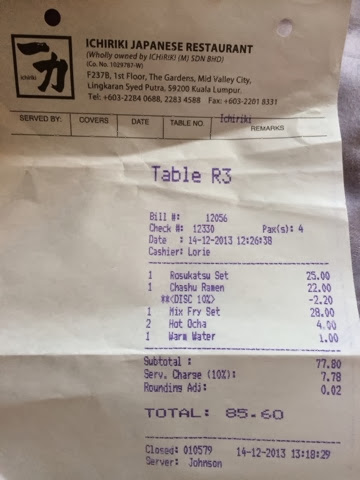 一力
ICHIRIKI
ICHIRIKI JAPANESE RESTAURANT
(Wholly owned by ICHIRIKI (M) SDN BHD)
(Co. No. 1029787-W)
F237B, 1st Floor, The Gardens, Mid Valley City,
Lingkaran Syed Putra, 59200 Kuala Lumpur.
Tel: +603-2284 0688, 2283 4588 Fax: +603-2201 8331
SERVED BY: COVERS DATE TABLE NO. Ichiriki REMARKS
Table R3
Bill #: 12056
Check #: 12330 Pax(s): 4
Date : 14-12-2013 12:26:38
Cashier: Lorie
1 Rosukatsu Set 25.00
1 Chashu Ramen 22.00
**<DISC 10%> -2.20
1 Mix Fry Set 28.00
2 Hot Ocha 4.00
1 Warm Water 1.00
Subtotal : 77.80
Serv. Charge (10%): 7.78
Rounding Adj: 0.02
TOTAL: 85.60
Closed: 010579 14-12-2013 13:18:29
Server: Johnson